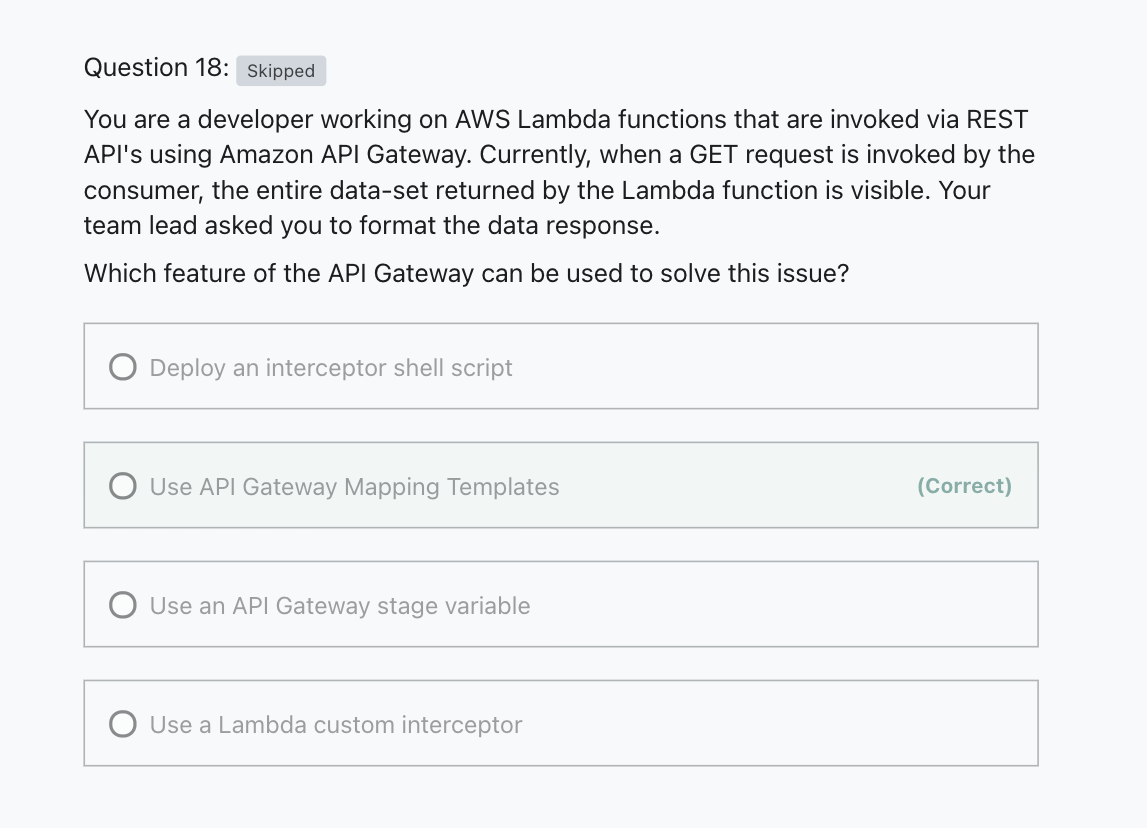 Question 18: Skipped
You are a developer working on AWS Lambda functions that are invoked via REST
API's using Amazon API Gateway. Currently, when a GET request is invoked by the
consumer, the entire data-set returned by the Lambda function is visible. Your
team lead asked you to format the data response.
Which feature of the API Gateway can be used to solve this issue?
Deploy an interceptor shell script
Use API Gateway Mapping Templates (Correct)
Use an API Gateway stage variable
Use a Lambda custom interceptor